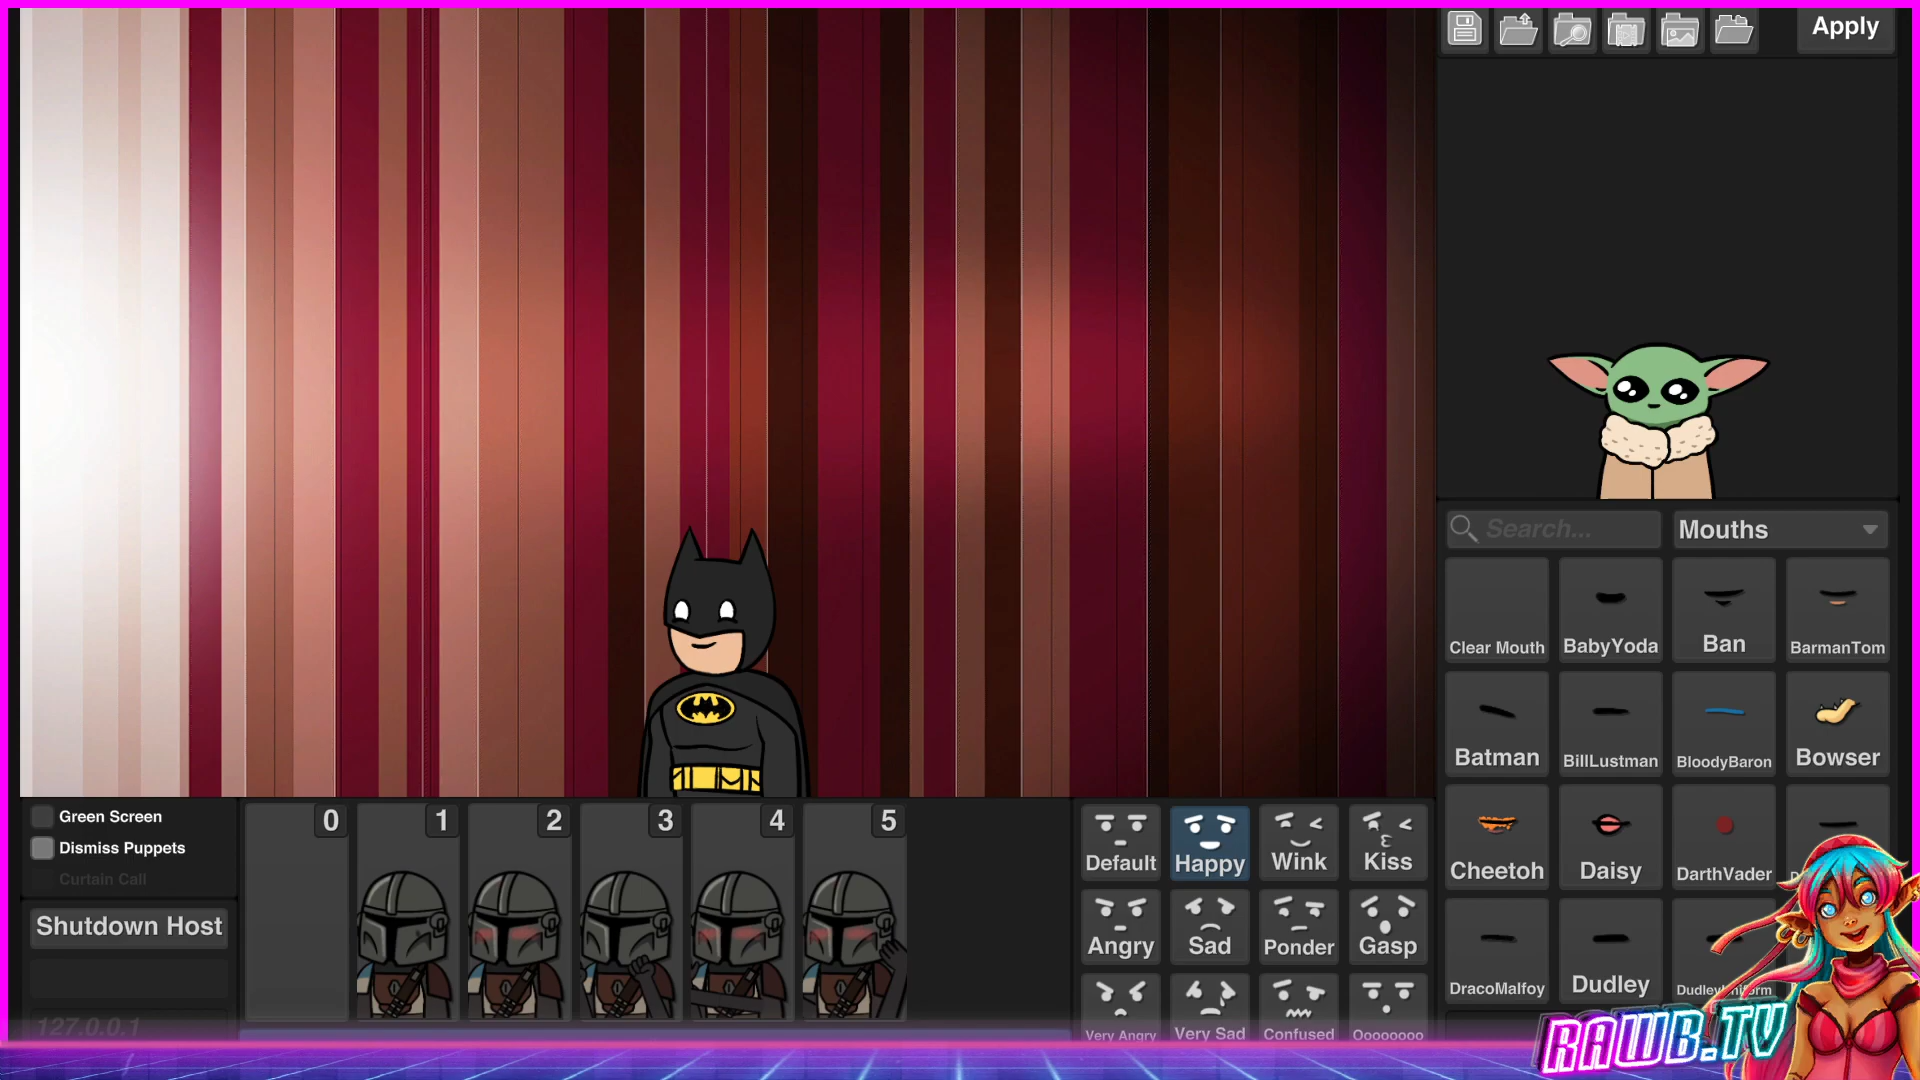 Apply
Search...
Mouths
Clear Mouth
BabyYoda
Ban
BarmanTom
Batman
BillLustman
BloodyBaron
Bowser
Green Screen
Dismiss Puppets
Curtain Call
Shutdown Host
127.0.0.1
0
1
2
3
4
5
Default
Happy
Wink
Kiss
Angry
Sad
Ponder
Gasp
Very Angry
Very Sad
Confused
Oooooooo
Cheetoh
Daisy
DarthVader
DracoMalfoy
Dudley
RAWB.TV